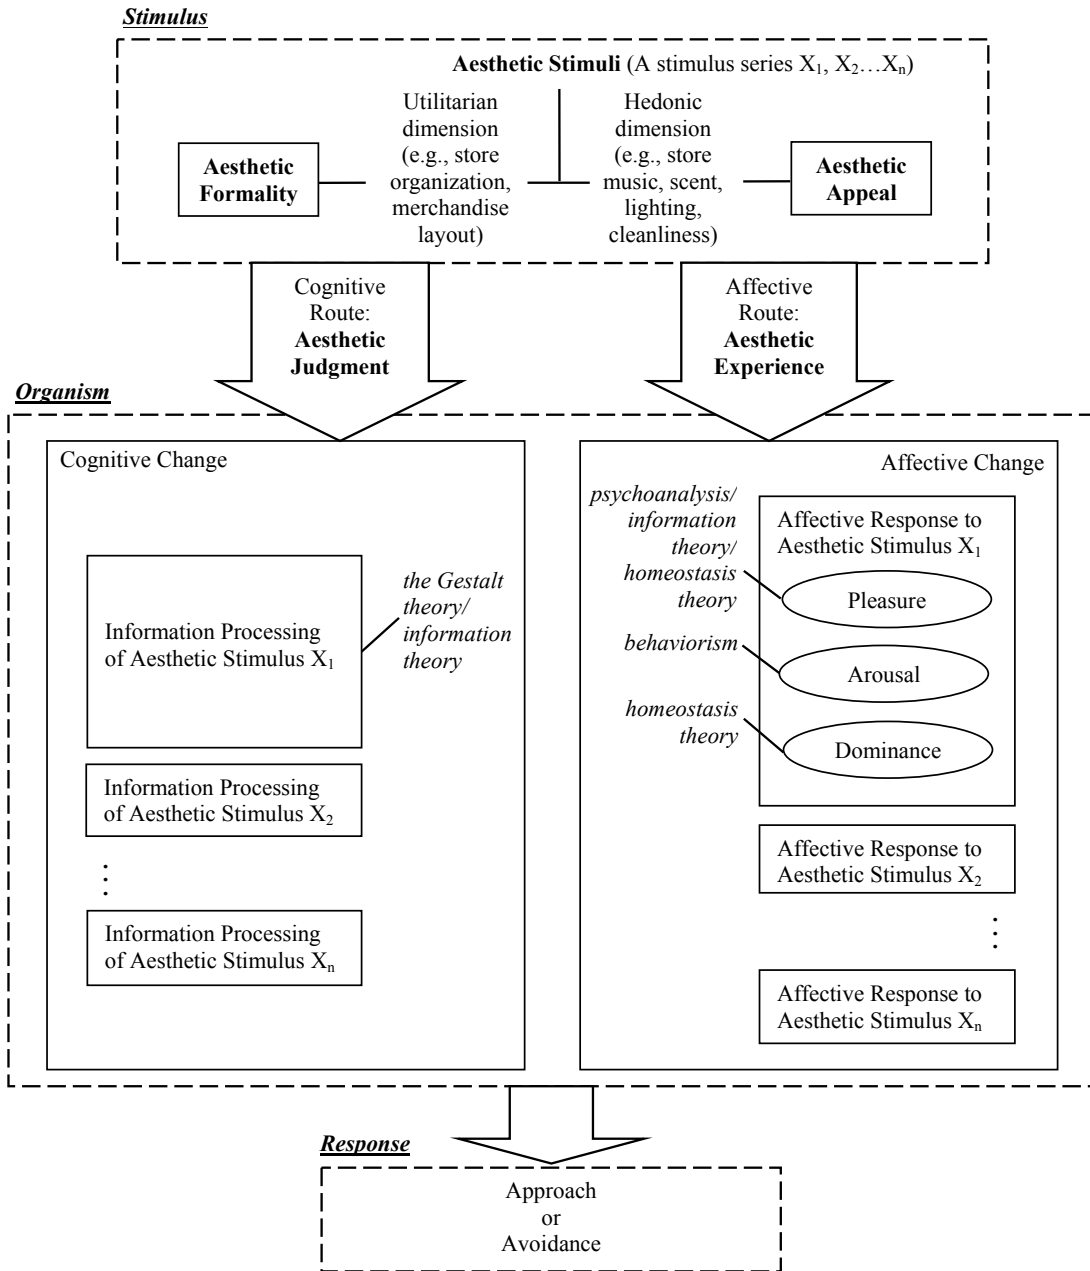 Stimulus
Aesthetic Stimuli (A stimulus series X1, X2…Xn)
Aesthetic
Formality
Utilitarian
dimension
(e.g., store
organization,
merchandise
layout)
Hedonic
dimension
(e.g., store
music, scent,
lighting,
cleanliness)
Aesthetic
Appeal
Cognitive
Route:
Aesthetic
Judgment
Affective
Route:
Aesthetic
Experience
Organism
Cognitive Change
Information Processing
of Aesthetic Stimulus X1
the Gestalt
theory/
information
theory
Information Processing
of Aesthetic Stimulus X2
⋮
Information Processing
of Aesthetic Stimulus Xn
Affective Change
psychoanalysis/
information
theory/
homeostasis
theory
behaviorism
homeostasis
theory
Affective Response to
Aesthetic Stimulus X1
Pleasure
Arousal
Dominance
Affective Response to
Aesthetic Stimulus X2
⋮
Affective Response to
Aesthetic Stimulus Xn
Response
Approach
or
Avoidance